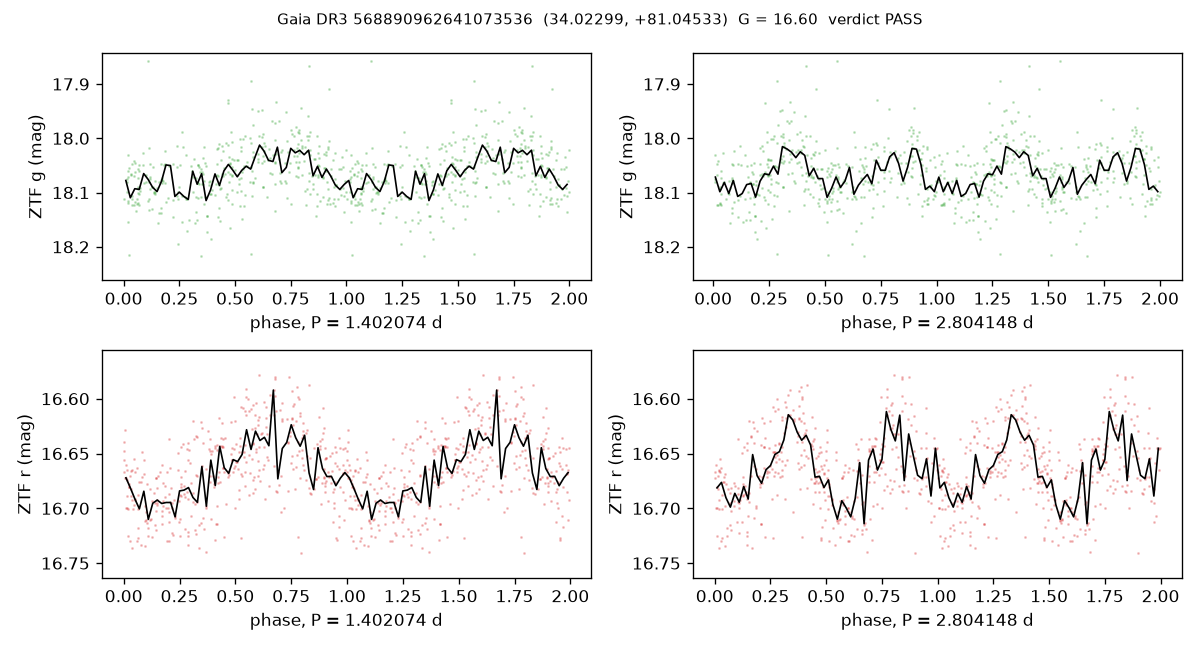 Gaia DR3 568890962641073536  (34.02299, +81.04533)  G = 16.60  verdict PASS
ZTF g (mag)
17.9
18.0
18.1
18.2
0.00 0.25 0.50 0.75 1.00 1.25 1.50 1.75 2.00
phase, P = 1.402074 d
ZTF g (mag)
17.9
18.0
18.1
18.2
0.00 0.25 0.50 0.75 1.00 1.25 1.50 1.75 2.00
phase, P = 2.804148 d
ZTF r (mag)
16.60
16.65
16.70
16.75
0.00 0.25 0.50 0.75 1.00 1.25 1.50 1.75 2.00
phase, P = 1.402074 d
ZTF r (mag)
16.60
16.65
16.70
16.75
0.00 0.25 0.50 0.75 1.00 1.25 1.50 1.75 2.00
phase, P = 2.804148 d